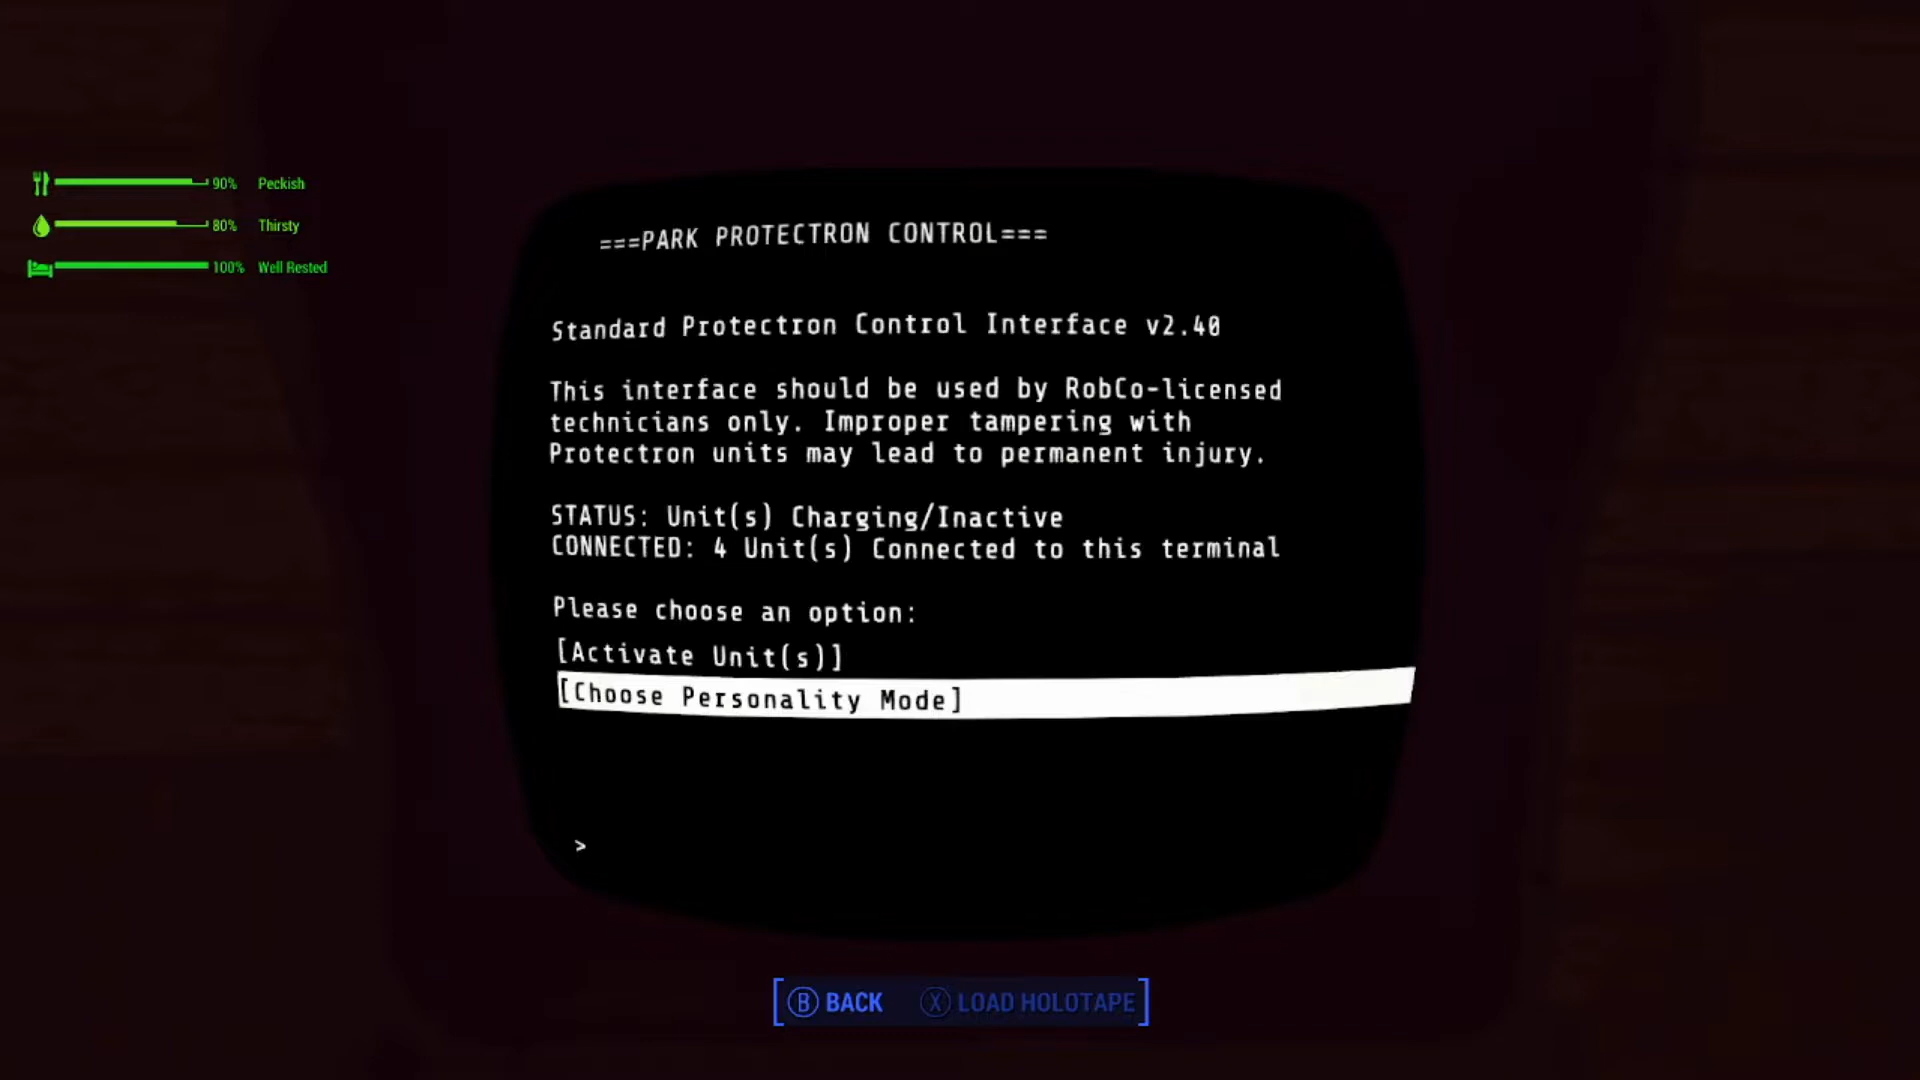 90% Peckish
80% Thirsty
100% Well Rested
===PARK PROTECTRON CONTROL===
Standard Protectron Control Interface v2.40
This interface should be used by RobCo-licensed
technicians only. Improper tampering with
Protectron units may lead to permanent injury.
STATUS: Unit(s) Charging/Inactive
CONNECTED: 4 Unit(s) Connected to this terminal
Please choose an option:
[Activate Unit(s)]
[Choose Personality Mode]
>
[Ⓑ BACK Ⓧ LOAD HOLOTAPE]